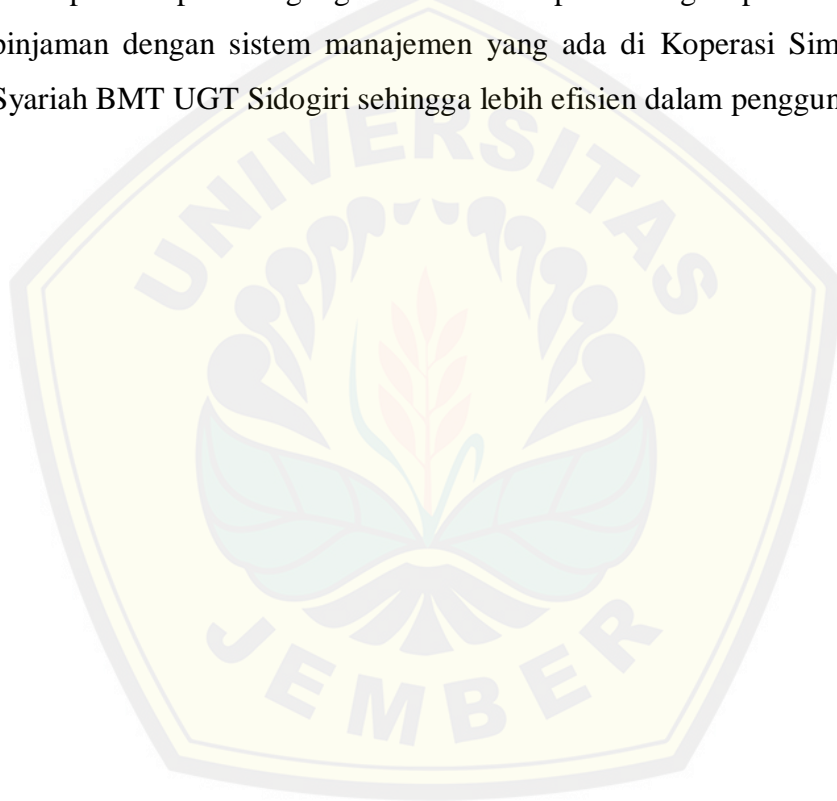 pinjaman dengan sistem manajemen yang ada di Koperasi Sim
Syariah BMT UGT Sidogiri sehingga lebih efisien dalam penggun
UNIVERSITAS
JEMBER